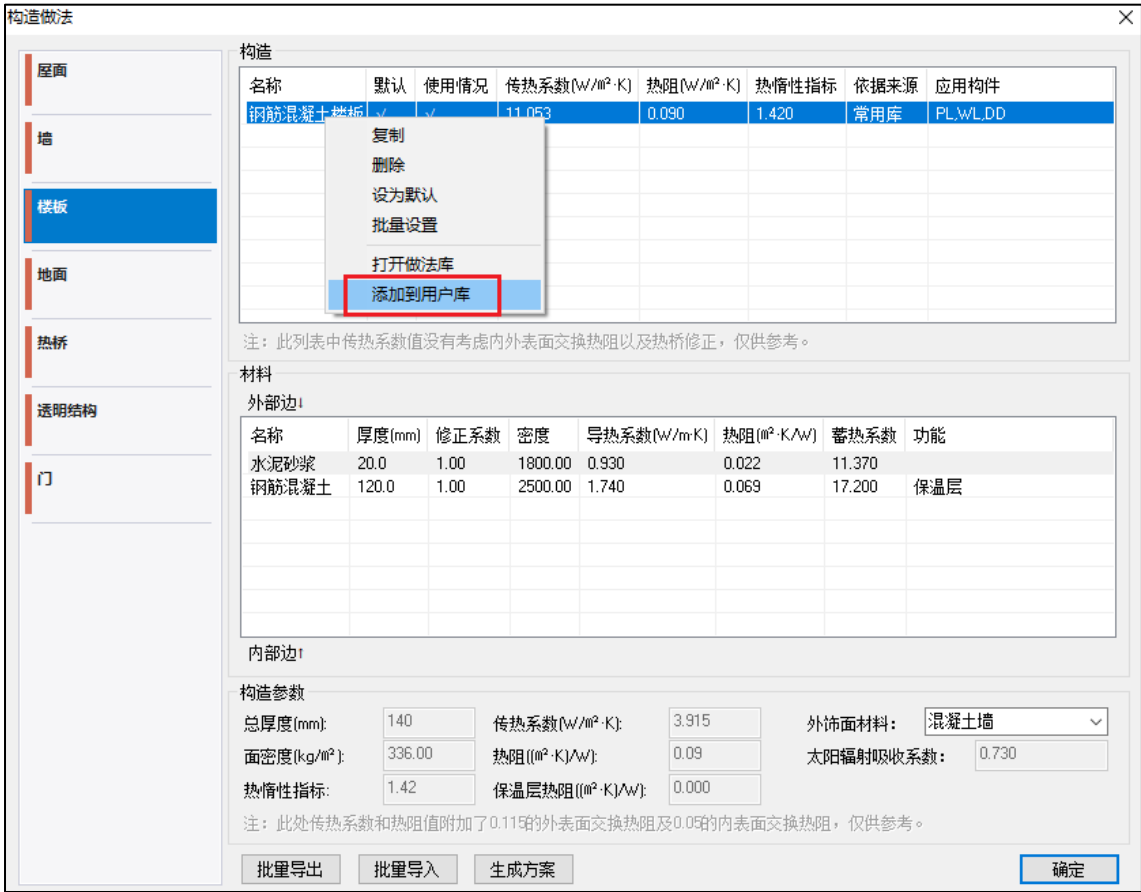 构造做法
屋面
墙
楼板
地面
热桥
透明结构
门
构造
名称 默认 使用情况 传热系数(W/m²·K) 热阻(W/m²·K) 热惰性指标 依据来源 应用构件
钢筋混凝土楼板 √ √ 11.053 0.090 1.420 常用库 PL,WL,DD
复制
删除
设为默认
批量设置
打开做法库
添加到用户库
注：此列表中传热系数值没有考虑内外表面交换热阻以及热桥修正，仅供参考。
材料
外部边↓
名称 厚度(mm) 修正系数 密度 导热系数(W/m·K) 热阻(m²·K/W) 蓄热系数 功能
水泥砂浆 20.0 1.00 1800.00 0.930 0.022 11.370
钢筋混凝土 120.0 1.00 2500.00 1.740 0.069 17.200 保温层
内部边↑
构造参数
总厚度(mm): 140 传热系数(W/m²·K): 3.915 外饰面材料： 混凝土墙
面密度(kg/m²): 336.00 热阻((m²·K)/W): 0.09 太阳辐射吸收系数： 0.730
热惰性指标: 1.42 保温层热阻((m²·K)/W): 0.000
注：此处传热系数和热阻值附加了0.115的外表面交换热阻及0.05的内表面交换热阻，仅供参考。
批量导出 批量导入 生成方案 确定